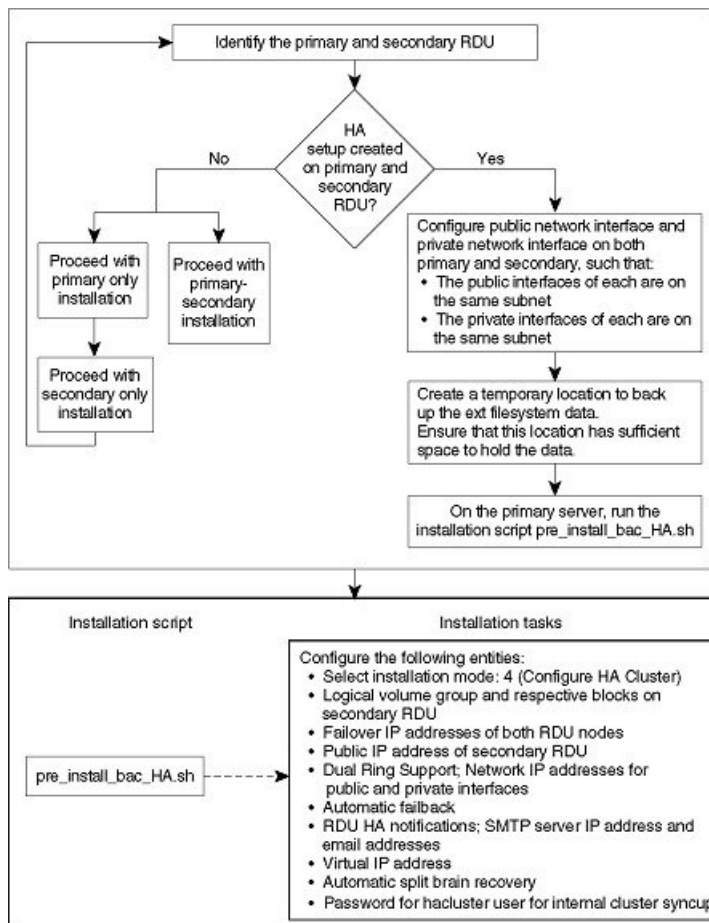 Identify the primary and secondary RDU
HA
setup created
on primary and
secondary
RDU?
No
Yes
Proceed with
primary only
installation
Proceed with
primary-
secondary
installation
Proceed with
secondary only
installation
Configure public network interface and
private network interface on both
primary and secondary, such that:
• The public interfaces of each are on
the same subnet
• The private interfaces of each are on
the same subnet
Create a temporary location to back
up the ext filesystem data.
Ensure that this location has sufficient
space to hold the data.
On the primary server, run the
installation script pre_install_bac_HA.sh
Installation script
Installation tasks
pre_install_bac_HA.sh
Configure the following entities:
• Select installation mode: 4 (Configure HA Cluster)
• Logical volume group and respective blocks on
secondary RDU
• Failover IP addresses of both RDU nodes
• Public IP address of secondary RDU
• Dual Ring Support; Network IP addresses for
public and private interfaces
• Automatic failback
• RDU HA notifications; SMTP server IP address and
email addresses
• Virtual IP address
• Automatic split brain recovery
• Password for hacluster user for internal cluster syncup